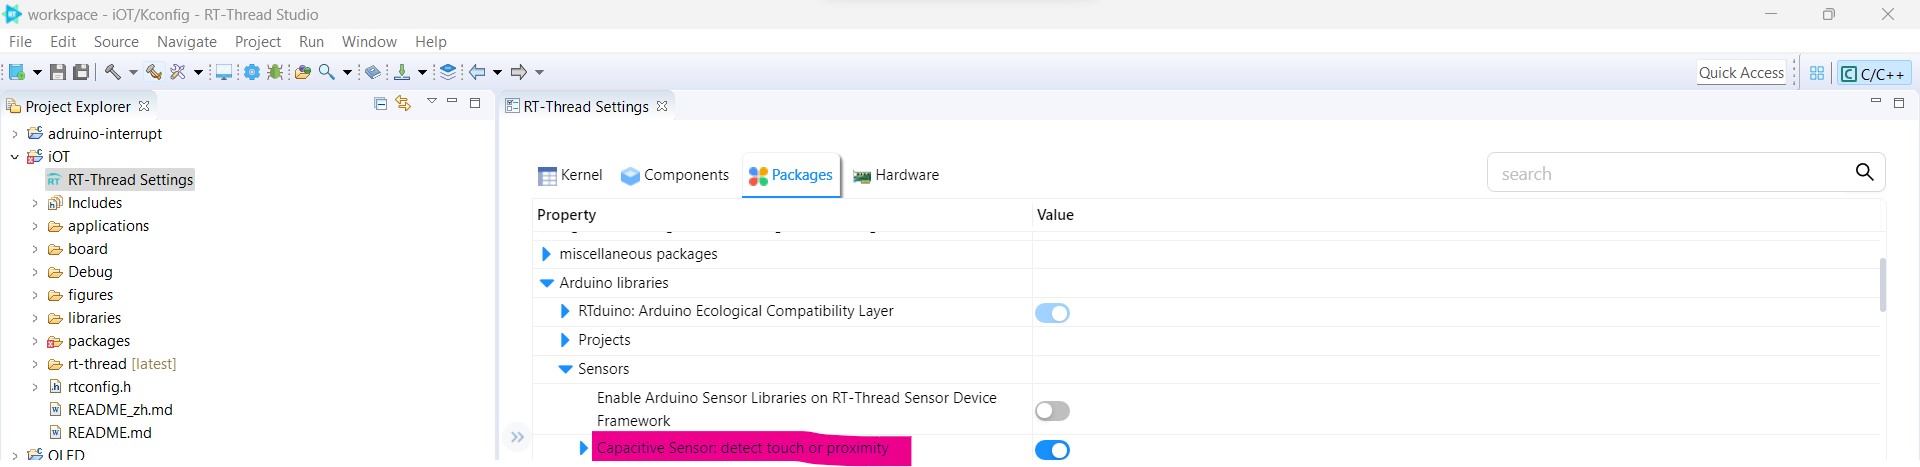 workspace - iOT/Kconfig - RT-Thread Studio
File Edit Source Navigate Project Run Window Help
Quick Access C/C++
Project Explorer
RT-Thread Settings
adruino-interrupt
iOT
RT-Thread Settings
Includes
applications
board
Debug
figures
libraries
packages
rt-thread [latest]
rtconfig.h
README_zh.md
README.md
OLED
Kernel Components Packages Hardware
search
Property Value
miscellaneous packages
Arduino libraries
RTduino: Arduino Ecological Compatibility Layer
Projects
Sensors
Enable Arduino Sensor Libraries on RT-Thread Sensor Device
Framework
Capacitive Sensor: detect touch or proximity